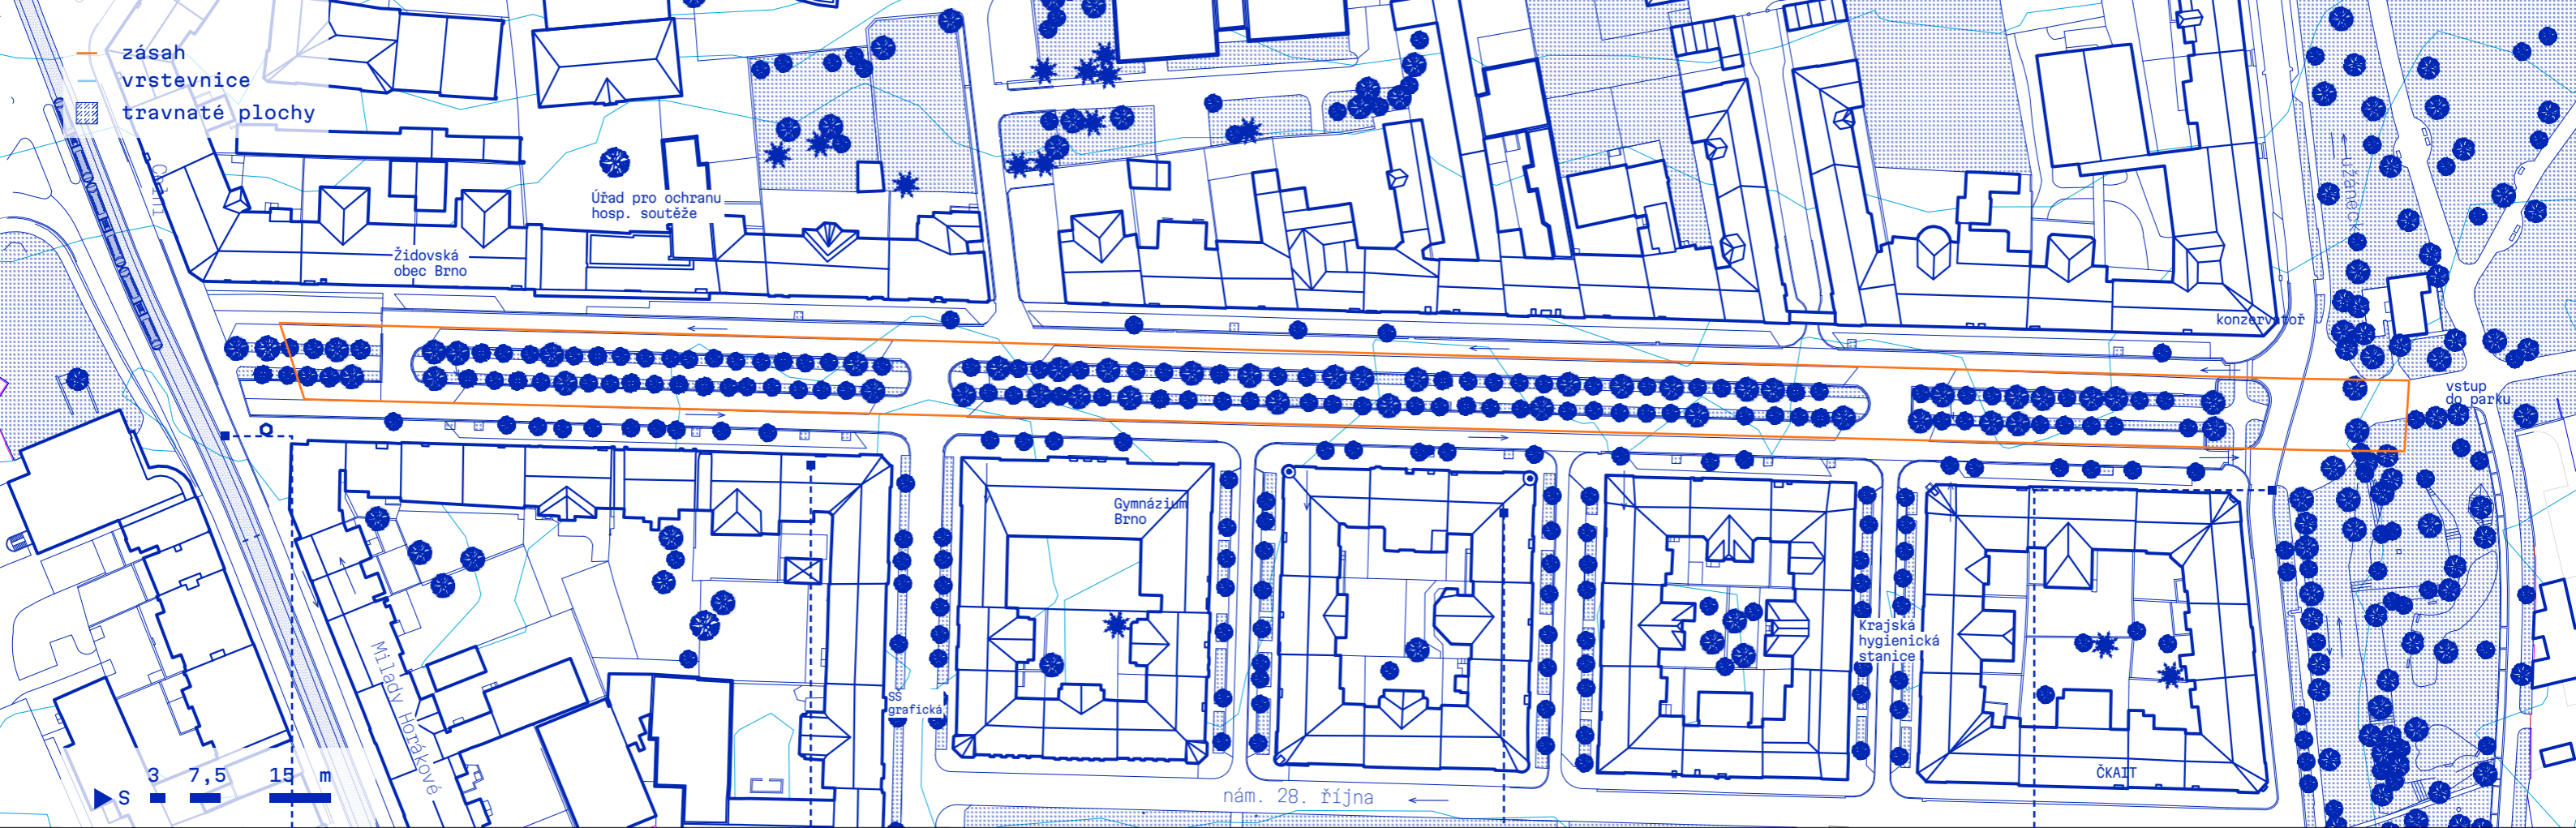 zásah
vrstevnice
travnaté plochy
Cejl
Úřad pro ochranu
hosp. soutěže
Židovská
obec Brno
konzervatoř
vstup
do parku
Gymnázium
Brno
Krajská
hygienická
stanice
SŠ
grafická
Milady Horákové
ČKAIT
nám. 28. října
3 7,5 15 m
S